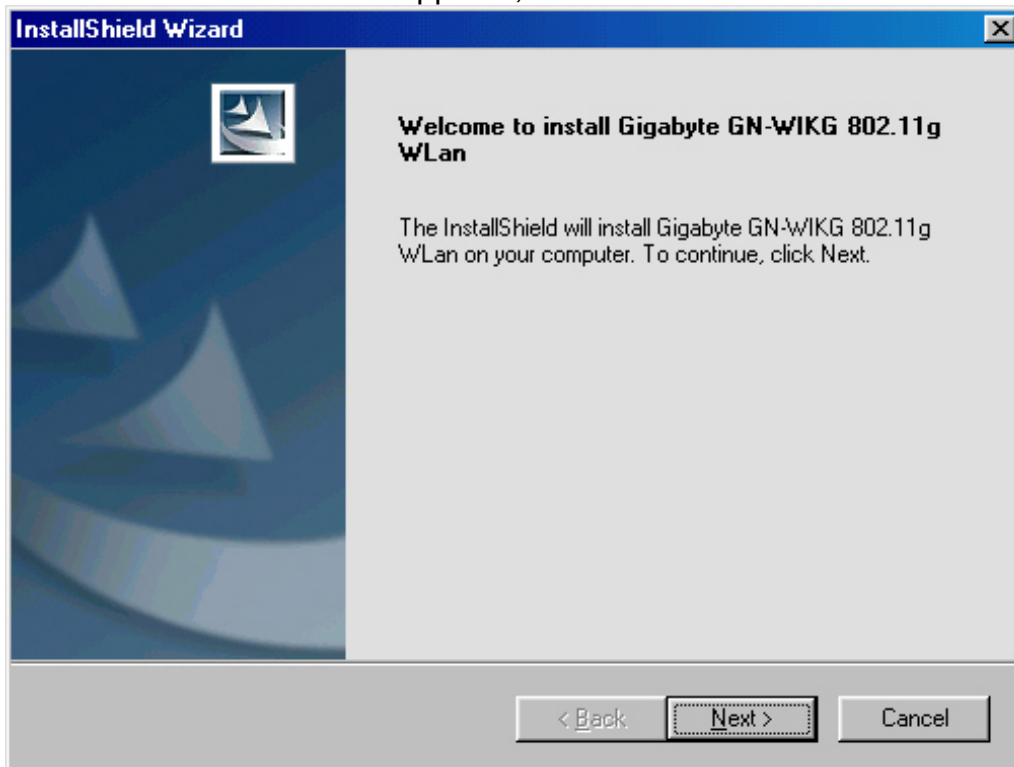 InstallShield Wizard
Welcome to install Gigabyte GN-WIKG 802.11g
WLan
The InstallShield will install Gigabyte GN-WIKG 802.11g
WLan on your computer. To continue, click Next.
< Back
Next >
Cancel